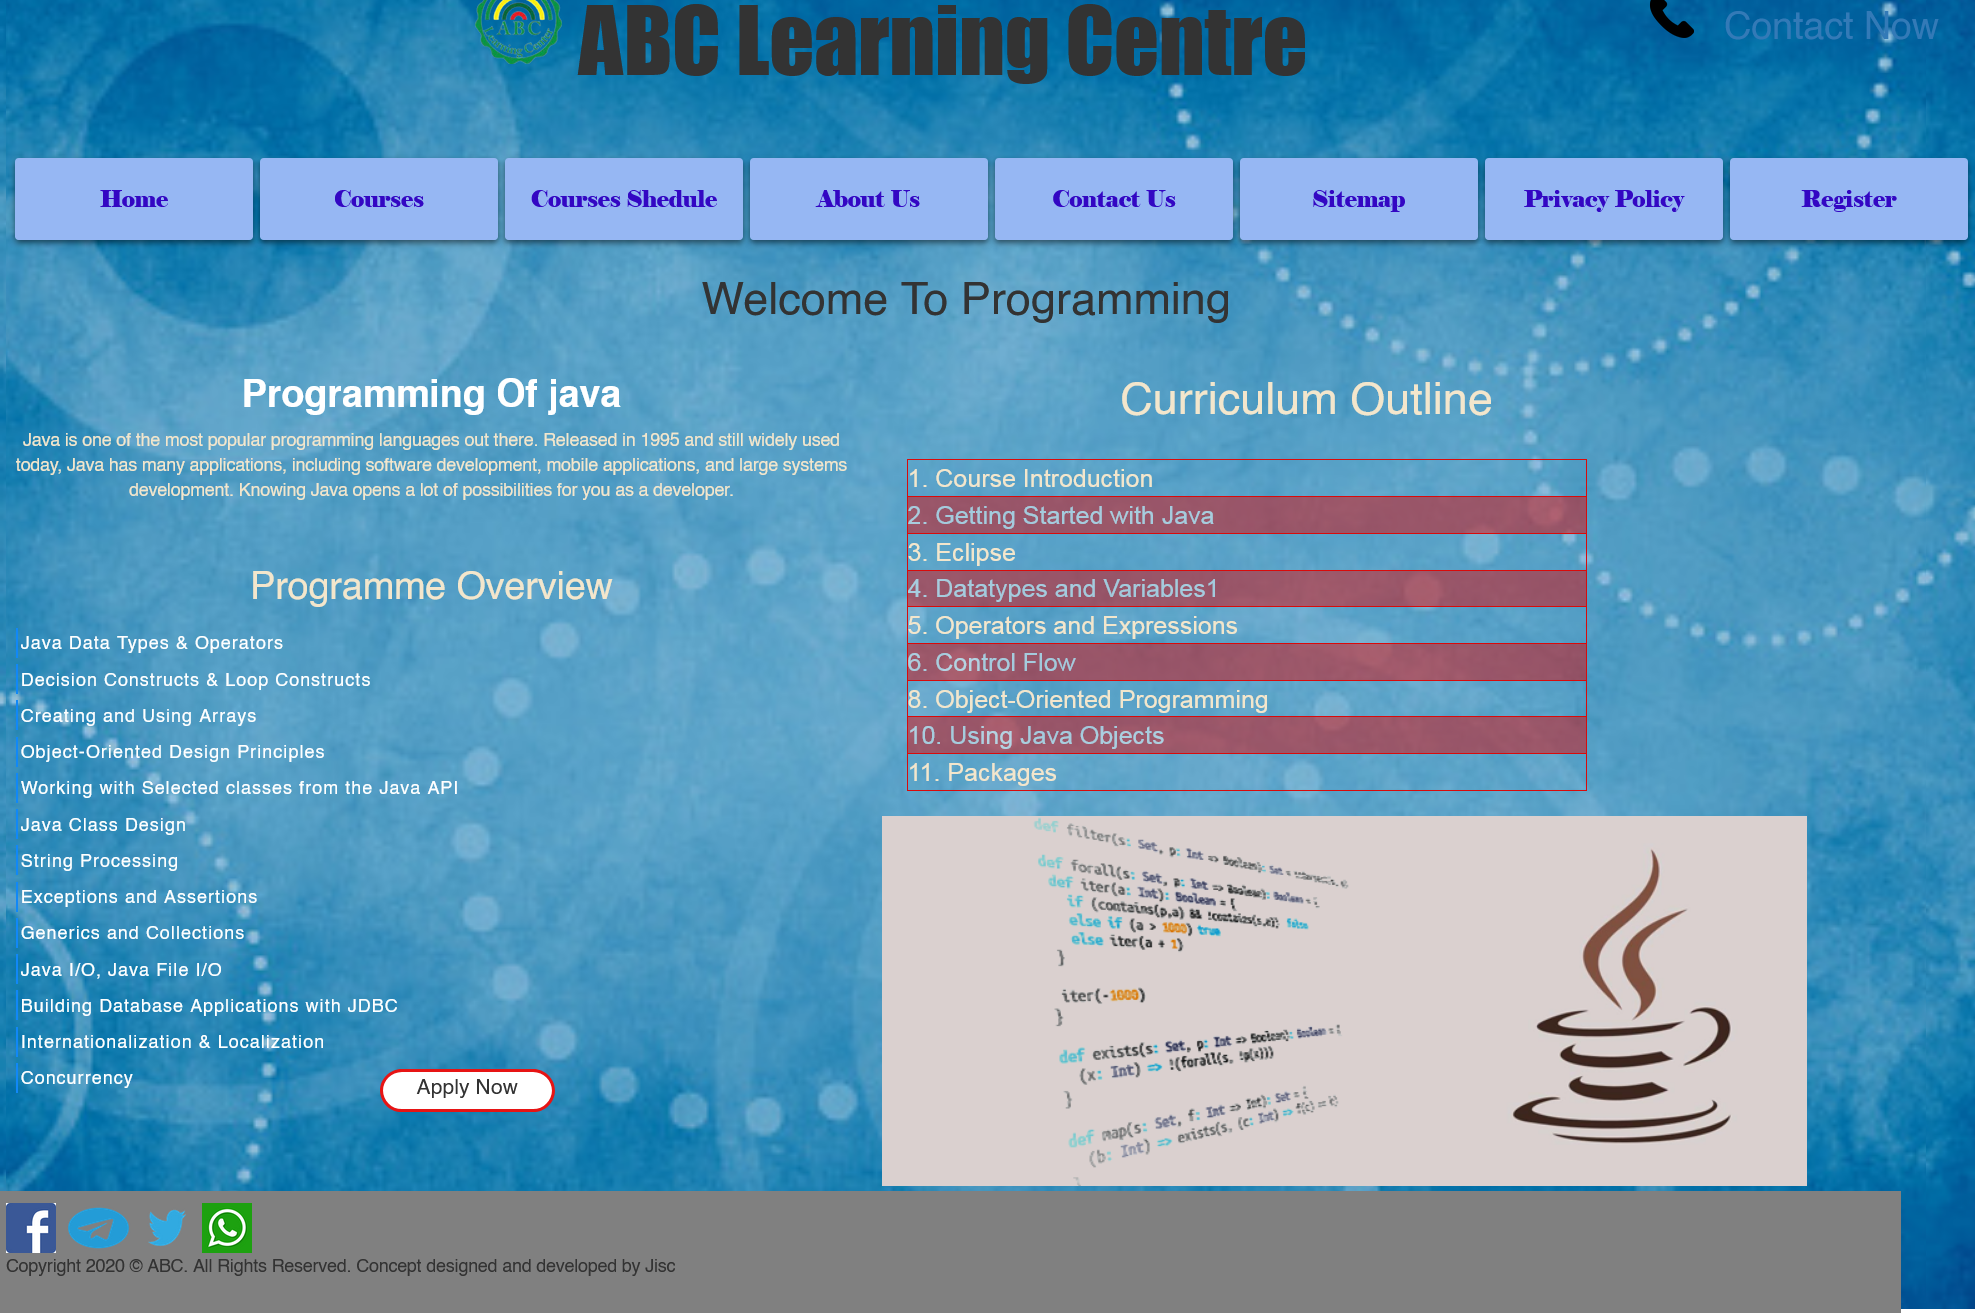 ABC
Learning Centre
ABC Learning Centre
Contact Now
Home
Courses
Courses Shedule
About Us
Contact Us
Sitemap
Privacy Policy
Register
Welcome To Programming
Programming Of java
Java is one of the most popular programming languages out there. Released in 1995 and still widely used
today, Java has many applications, including software development, mobile applications, and large systems
development. Knowing Java opens a lot of possibilities for you as a developer.
Programme Overview
Java Data Types & Operators
Decision Constructs & Loop Constructs
Creating and Using Arrays
Object-Oriented Design Principles
Working with Selected classes from the Java API
Java Class Design
String Processing
Exceptions and Assertions
Generics and Collections
Java I/O, Java File I/O
Building Database Applications with JDBC
Internationalization & Localization
Concurrency
Apply Now
Curriculum Outline
1. Course Introduction
2. Getting Started with Java
3. Eclipse
4. Datatypes and Variables1
5. Operators and Expressions
6. Control Flow
8. Object-Oriented Programming
10. Using Java Objects
11. Packages
def filter(s: Set, p: Int => Boolean): Set =
def forall(s: Set, p: Int => Boolean): Boolean = {
def iter(a: Int): Boolean = {
if (contains(p,a) && !contains(s,a)) false
else if (a > 1000) true
else iter(a + 1)
}
iter(-1000)
}
def exists(s: Set, p: Int => Boolean): Boolean = {
(x: Int) => !(forall(s, !p(x)))
}
def map(s: Set, f: Int => Int): Set = {
(b: Int) => exists(s, (c: Int) => f(c) == b)
}
Copyright 2020 © ABC. All Rights Reserved. Concept designed and developed by Jisc